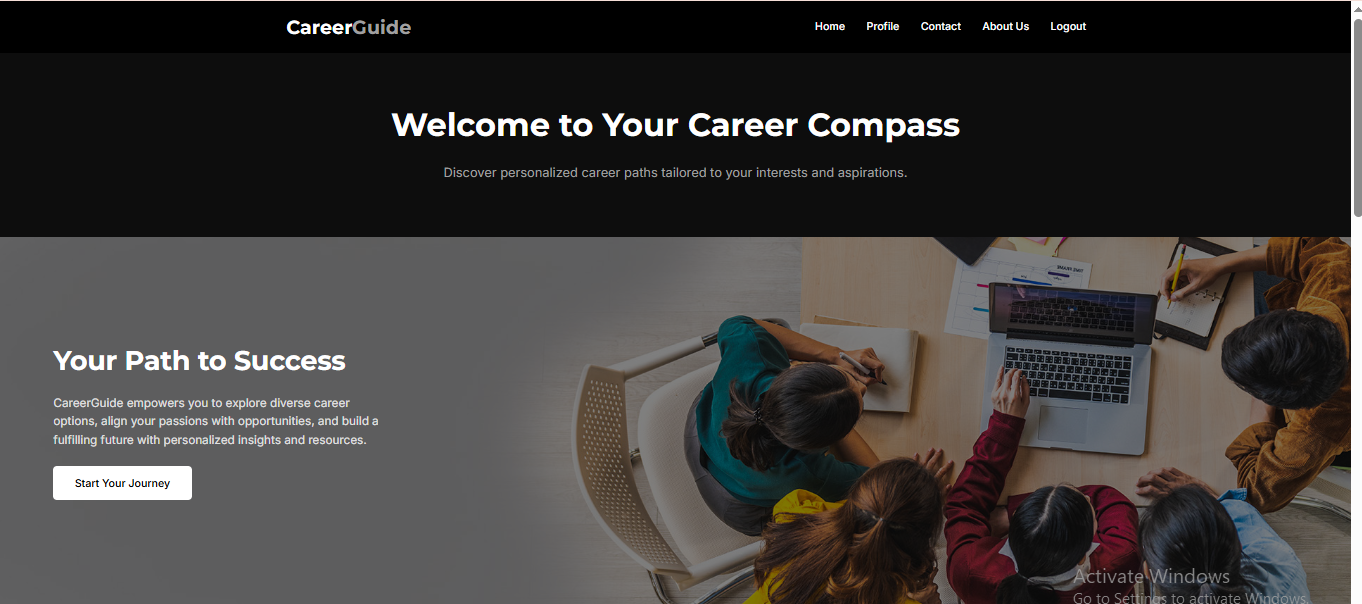 CareerGuide
Home Profile Contact About Us Logout
Welcome to Your Career Compass
Discover personalized career paths tailored to your interests and aspirations.
Your Path to Success
CareerGuide empowers you to explore diverse career
options, align your passions with opportunities, and build a
fulfilling future with personalized insights and resources.
Start Your Journey
Activate Windows
Go to Settings to activate Windows.